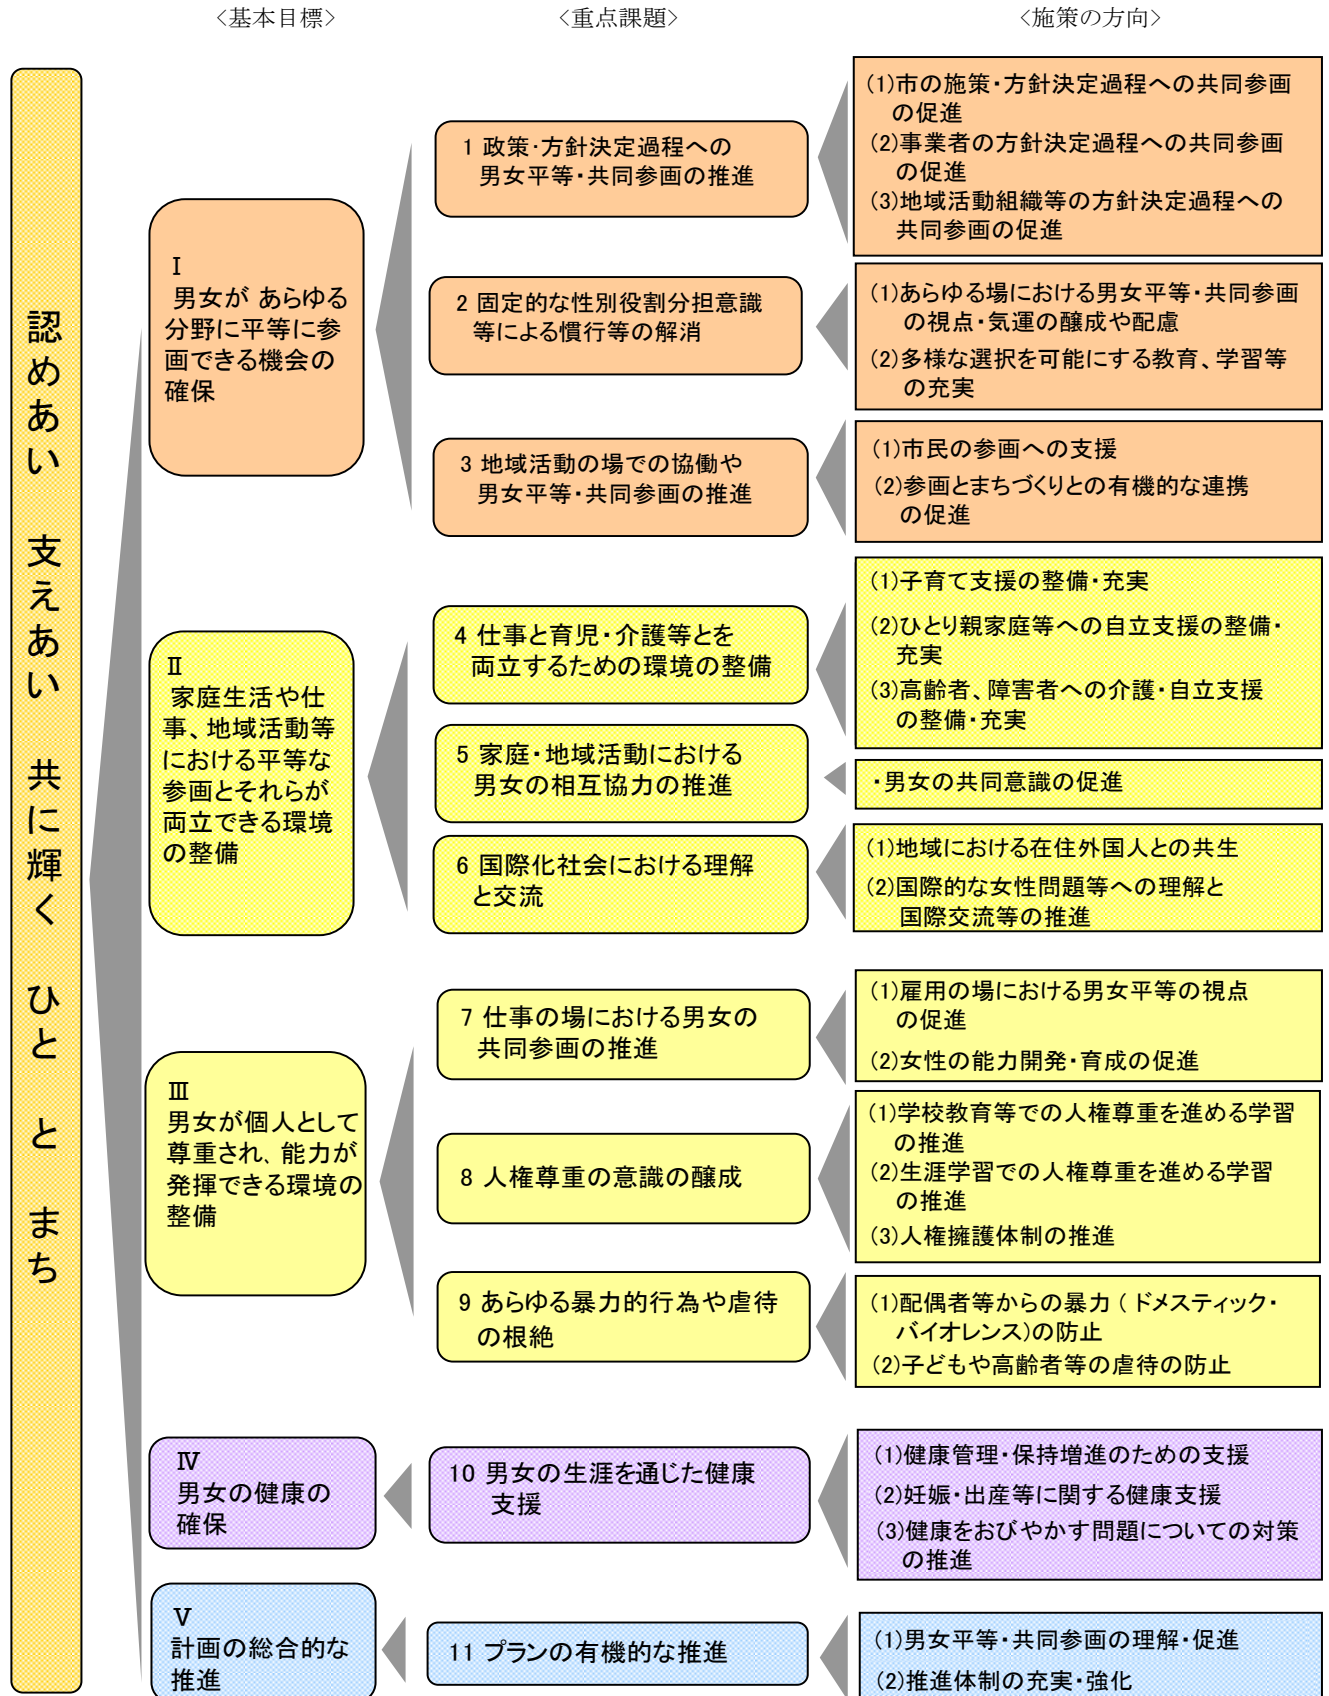 <基本目標>
<重点課題>
<施策の方向>
認めあい 支えあい 共に輝く ひと と まち
Ⅰ
男女が あらゆる
分野に平等に参
画できる機会の
確保
1 政策・方針決定過程への
男女平等・共同参画の推進
(1)市の施策・方針決定過程への共同参画
の促進
(2)事業者の方針決定過程への共同参画
の促進
(3)地域活動組織等の方針決定過程への
共同参画の促進
2 固定的な性別役割分担意識
等による慣行等の解消
(1)あらゆる場における男女平等・共同参画
の視点・気運の醸成や配慮
(2)多様な選択を可能にする教育、学習等
の充実
3 地域活動の場での協働や
男女平等・共同参画の推進
(1)市民の参画への支援
(2)参画とまちづくりとの有機的な連携
の促進
Ⅱ
家庭生活や仕
事、地域活動等
における平等な
参画とそれらが
両立できる環境
の整備
4 仕事と育児・介護等とを
両立するための環境の整備
(1)子育て支援の整備・充実
(2)ひとり親家庭等への自立支援の整備・
充実
(3)高齢者、障害者への介護・自立支援
の整備・充実
5 家庭・地域活動における
男女の相互協力の推進
・男女の共同意識の促進
6 国際化社会における理解
と交流
(1)地域における在住外国人との共生
(2)国際的な女性問題等への理解と
国際交流等の推進
Ⅲ
男女が個人として
尊重され、能力が
発揮できる環境の
整備
7 仕事の場における男女の
共同参画の推進
(1)雇用の場における男女平等の視点
の促進
(2)女性の能力開発・育成の促進
8 人権尊重の意識の醸成
(1)学校教育等での人権尊重を進める学習
の推進
(2)生涯学習での人権尊重を進める学習
の推進
(3)人権擁護体制の推進
9 あらゆる暴力的行為や虐待
の根絶
(1)配偶者等からの暴力(ドメスティック・
バイオレンス)の防止
(2)子どもや高齢者等の虐待の防止
Ⅳ
男女の健康の
確保
10 男女の生涯を通じた健康
支援
(1)健康管理・保持増進のための支援
(2)妊娠・出産等に関する健康支援
(3)健康をおびやかす問題についての対策
の推進
Ⅴ
計画の総合的な
推進
11 プランの有機的な推進
(1)男女平等・共同参画の理解・促進
(2)推進体制の充実・強化